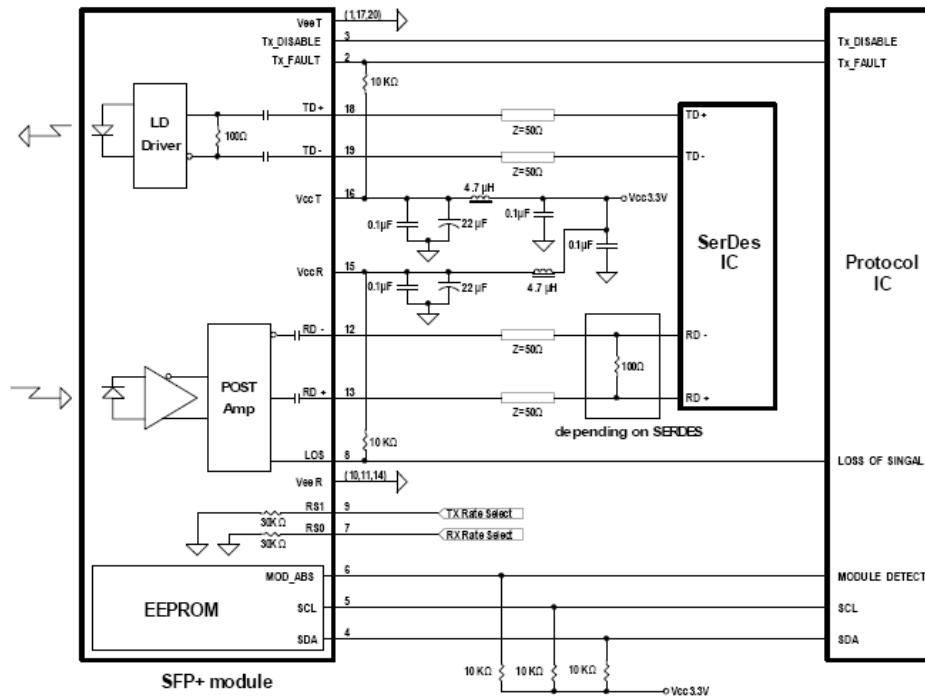 VeeT (1,17,20)
Tx_DISABLE 3 Tx_DISABLE
Tx_FAULT 2 Tx_FAULT
10 KΩ
LD Driver
100Ω
TD+ 18 Z=50Ω TD+
TD- 19 Z=50Ω TD-
VccT 16 4.7 µH Vcc3.3V
0.1µF 22 µF 0.1µF 0.1µF
SerDes IC
Protocol IC
VccR 15 4.7 µH
0.1µF 22 µF
RD - 12 Z=50Ω RD -
100Ω
POST Amp
RD + 13 Z=50Ω RD +
depending on SERDES
10 KΩ
LOS 8 LOSS OF SINGAL
VeeR (10,11,14)
RS1 9 TX Rate Select
30KΩ
RS0 7 RX Rate Select
30KΩ
EEPROM
MOD_ABS 6 MODULE DETECT
SCL 5 SCL
SDA 4 SDA
10 KΩ 10 KΩ 10 KΩ
Vcc3.3V
SFP+ module